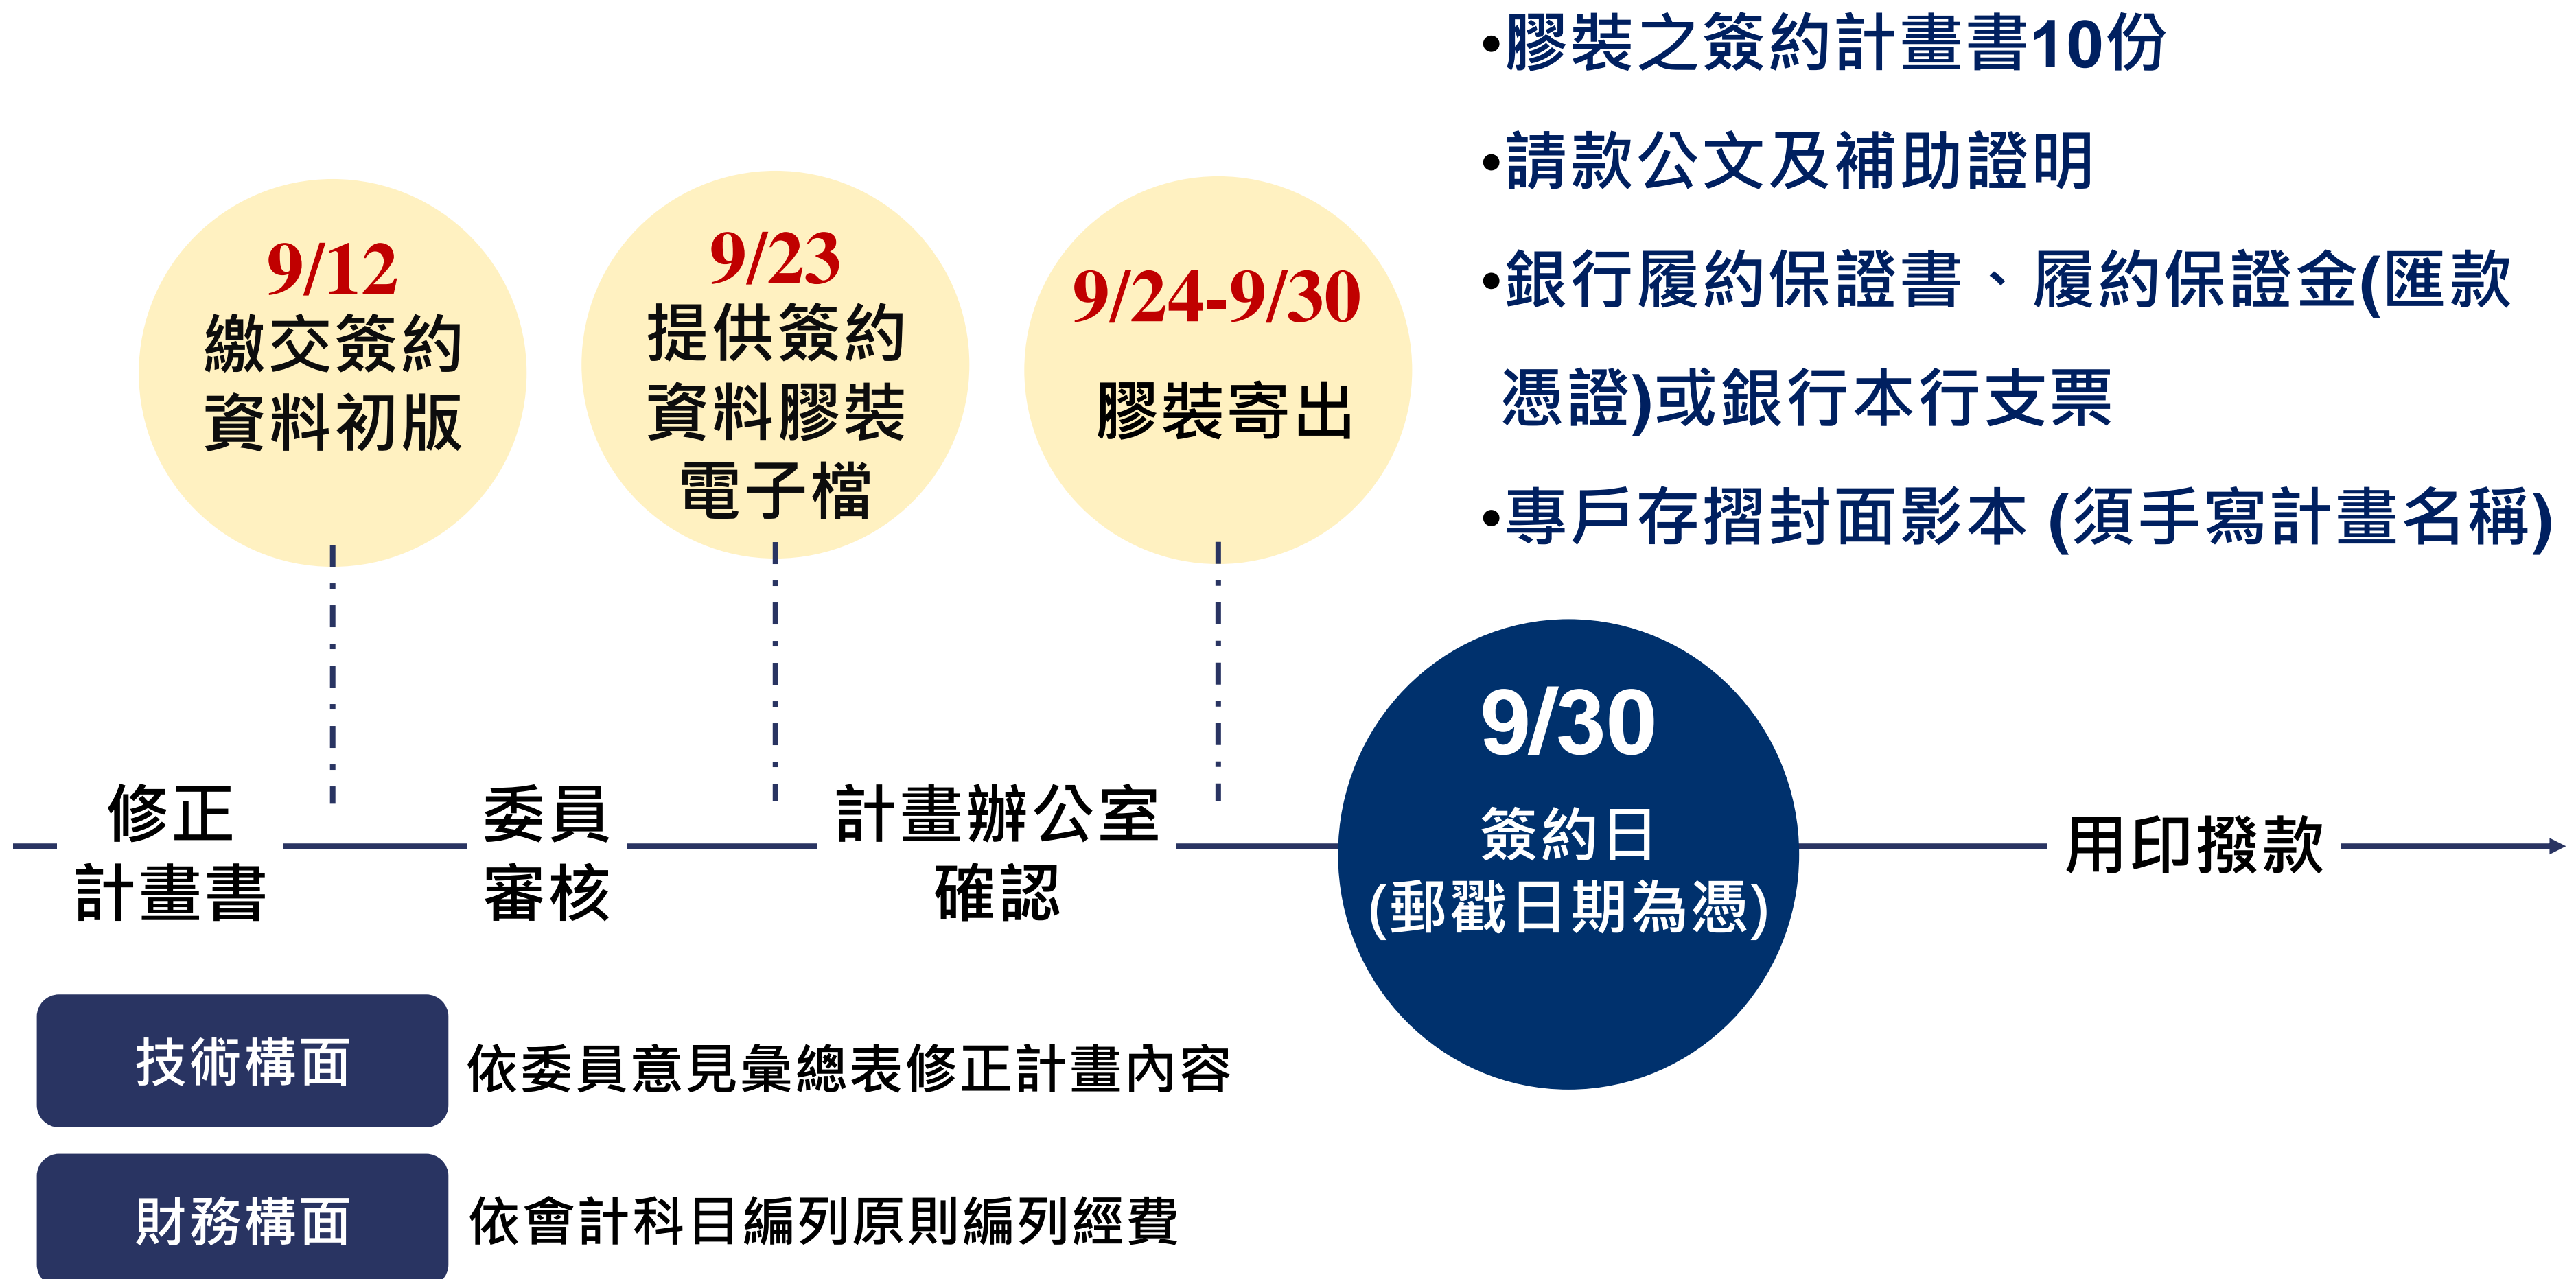 •膠裝之簽約計畫書10份
•請款公文及補助證明
•銀行履約保證書、履約保證金(匯款
憑證)或銀行本行支票
•專戶存摺封面影本 (須手寫計畫名稱)
9/12
繳交簽約
資料初版
9/23
提供簽約
資料膠裝
電子檔
9/24-9/30
膠裝寄出
修正
計畫書
委員
審核
計畫辦公室
確認
9/30
簽約日
(郵戳日期為憑)
用印撥款
技術構面
依委員意見彙總表修正計畫內容
財務構面
依會計科目編列原則編列經費